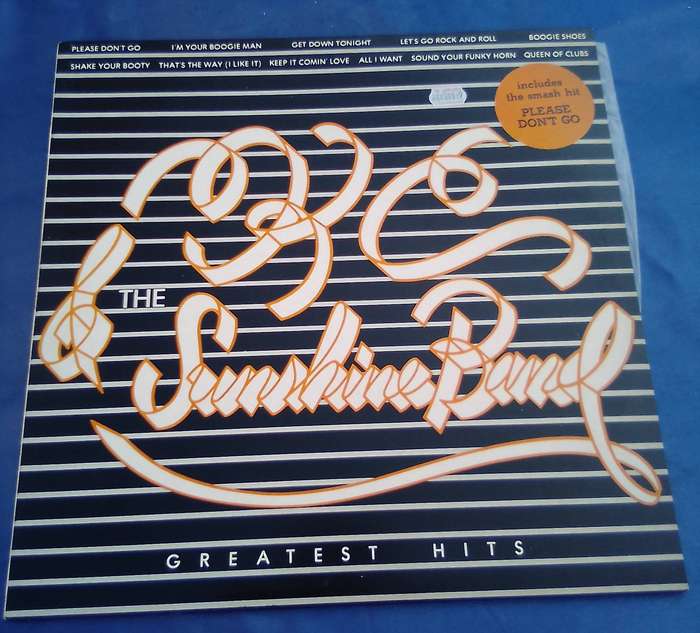 PLEASE DON'T GO I'M YOUR BOOGIE MAN GET DOWN TONIGHT LET'S GO ROCK AND ROLL BOOGIE SHOES
SHAKE YOUR BOOTY THAT'S THE WAY (I LIKE IT) KEEP IT COMIN' LOVE ALL I WANT SOUND YOUR FUNKY HORN QUEEN OF CLUBS
includes
the smash hit
PLEASE
DON'T GO
KC
& THE
Sunshine Band
GREATEST HITS